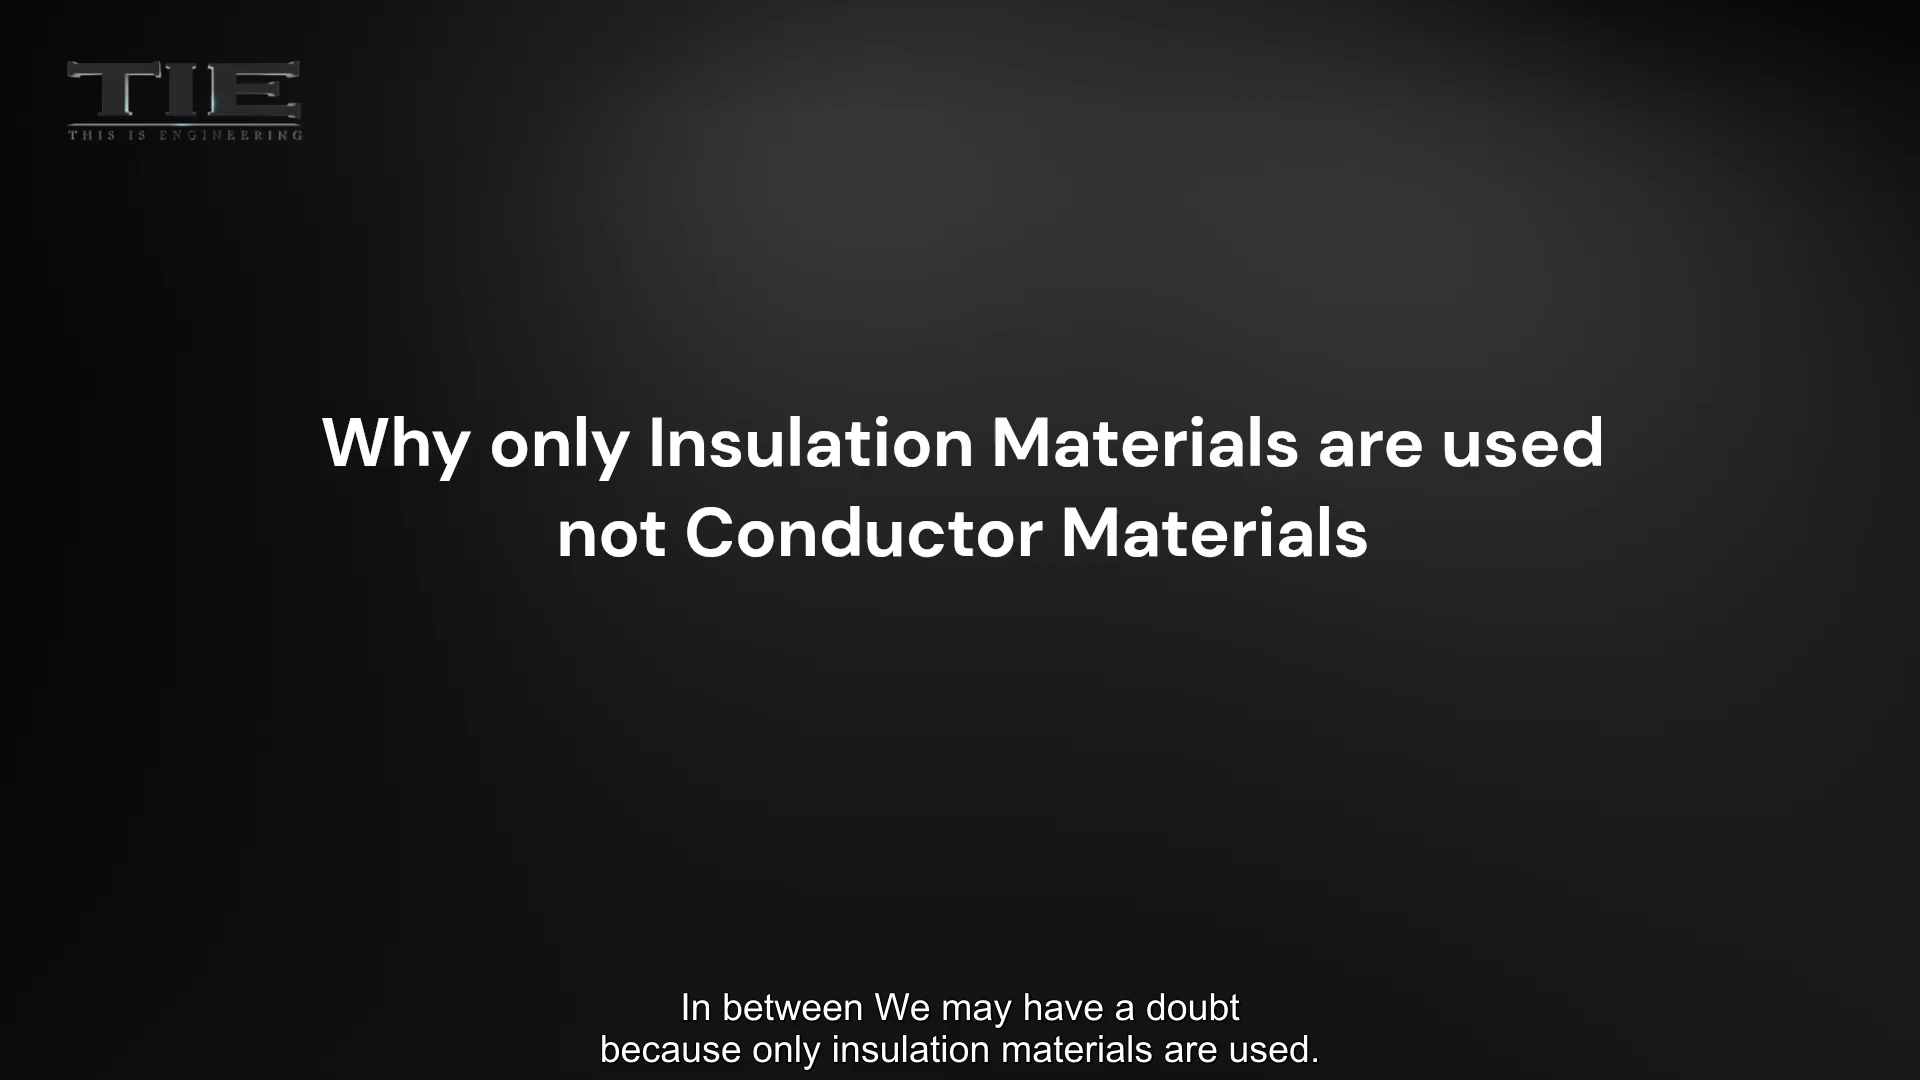 TIE
THIS IS ENGINEERING
Why only Insulation Materials are used
not Conductor Materials
In between We may have a doubt
because only insulation materials are used.